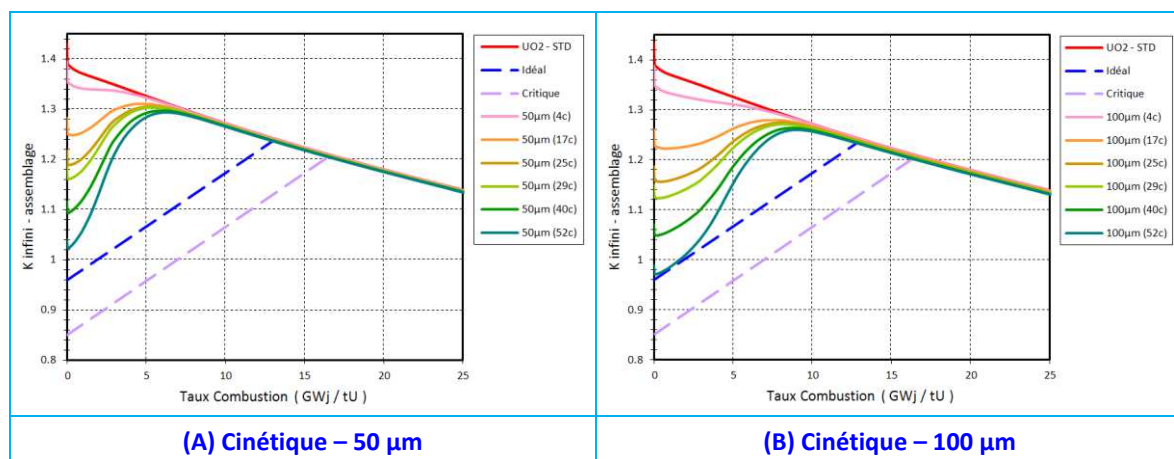 K infini - assemblage
1.4
1.3
1.2
1.1
1
0.9
0.8
0
5
10
15
20
25
Taux Combustion ( GWj / tU )
UO2 - STD
Idéal
Critique
50µm (4c)
50µm (17c)
50µm (25c)
50µm (29c)
50µm (40c)
50µm (52c)
K infini - assemblage
1.4
1.3
1.2
1.1
1
0.9
0.8
0
5
10
15
20
25
Taux Combustion ( GWj / tU )
UO2 - STD
Idéal
Critique
100µm (4c)
100µm (17c)
100µm (25c)
100µm (29c)
100µm (40c)
100µm (52c)
(A) Cinétique – 50 µm
(B) Cinétique – 100 µm